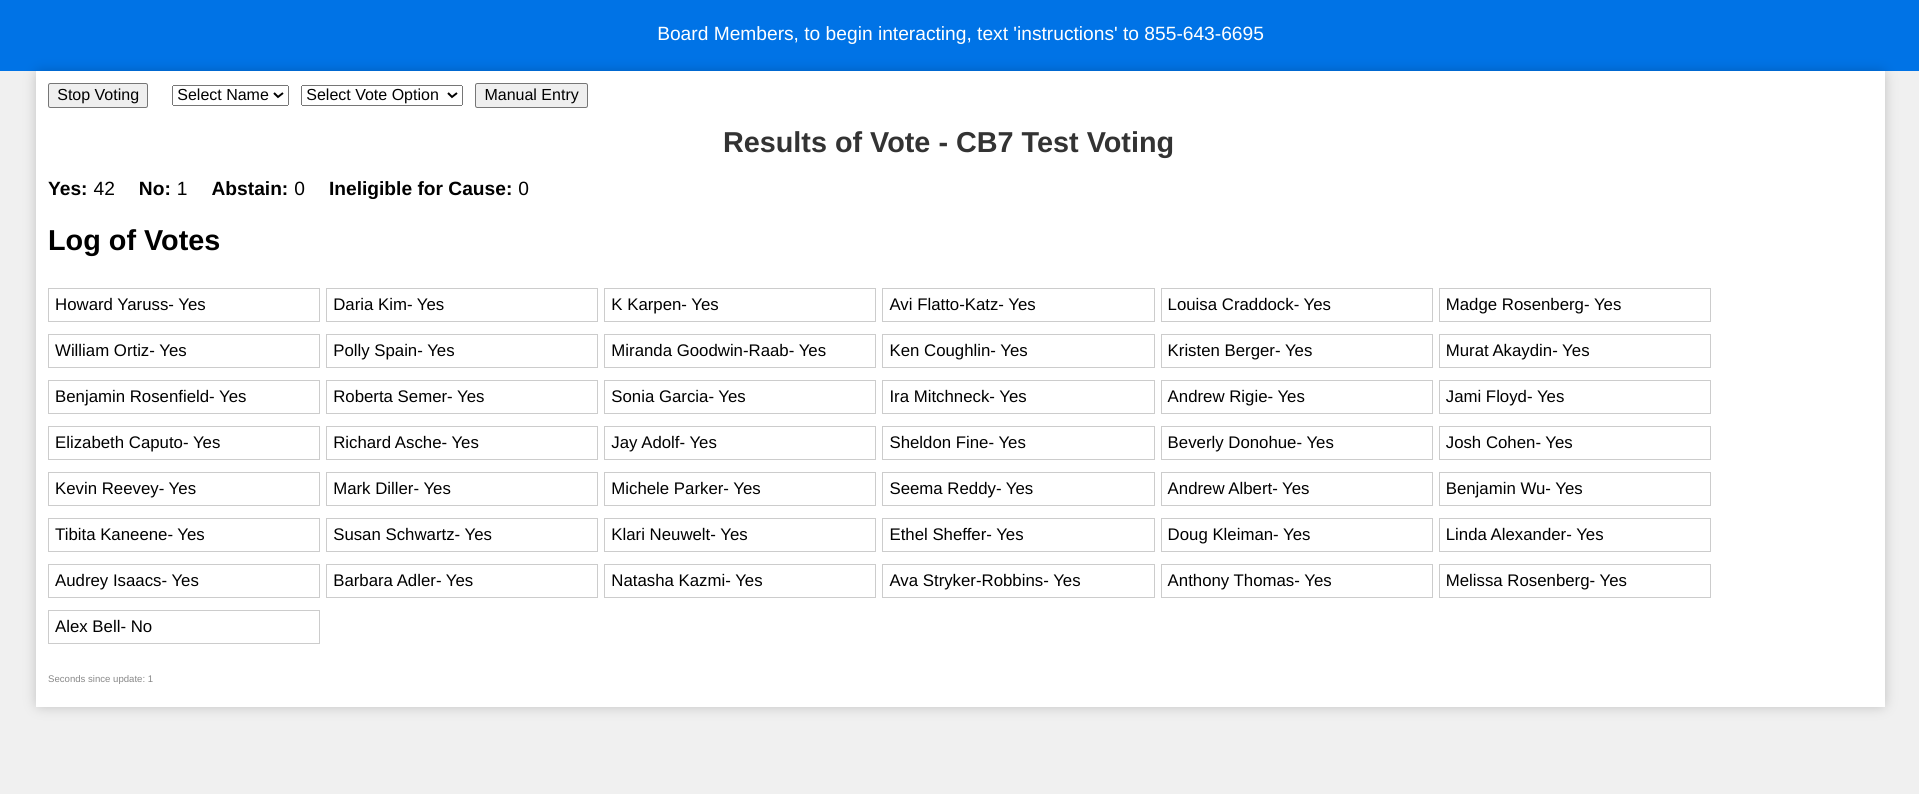 Board Members, to begin interacting, text 'instructions' to 855-643-6695
Stop Voting Select Name Select Vote Option Manual Entry
Results of Vote - CB7 Test Voting
Yes: 42 No: 1 Abstain: 0 Ineligible for Cause: 0
Log of Votes
Howard Yaruss- Yes Daria Kim- Yes K Karpen- Yes Avi Flatto-Katz- Yes Louisa Craddock- Yes Madge Rosenberg- Yes
William Ortiz- Yes Polly Spain- Yes Miranda Goodwin-Raab- Yes Ken Coughlin- Yes Kristen Berger- Yes Murat Akaydin- Yes
Benjamin Rosenfield- Yes Roberta Semer- Yes Sonia Garcia- Yes Ira Mitchneck- Yes Andrew Rigie- Yes Jami Floyd- Yes
Elizabeth Caputo- Yes Richard Asche- Yes Jay Adolf- Yes Sheldon Fine- Yes Beverly Donohue- Yes Josh Cohen- Yes
Kevin Reevey- Yes Mark Diller- Yes Michele Parker- Yes Seema Reddy- Yes Andrew Albert- Yes Benjamin Wu- Yes
Tibita Kaneene- Yes Susan Schwartz- Yes Klari Neuwelt- Yes Ethel Sheffer- Yes Doug Kleiman- Yes Linda Alexander- Yes
Audrey Isaacs- Yes Barbara Adler- Yes Natasha Kazmi- Yes Ava Stryker-Robbins- Yes Anthony Thomas- Yes Melissa Rosenberg- Yes
Alex Bell- No
Seconds since update: 1